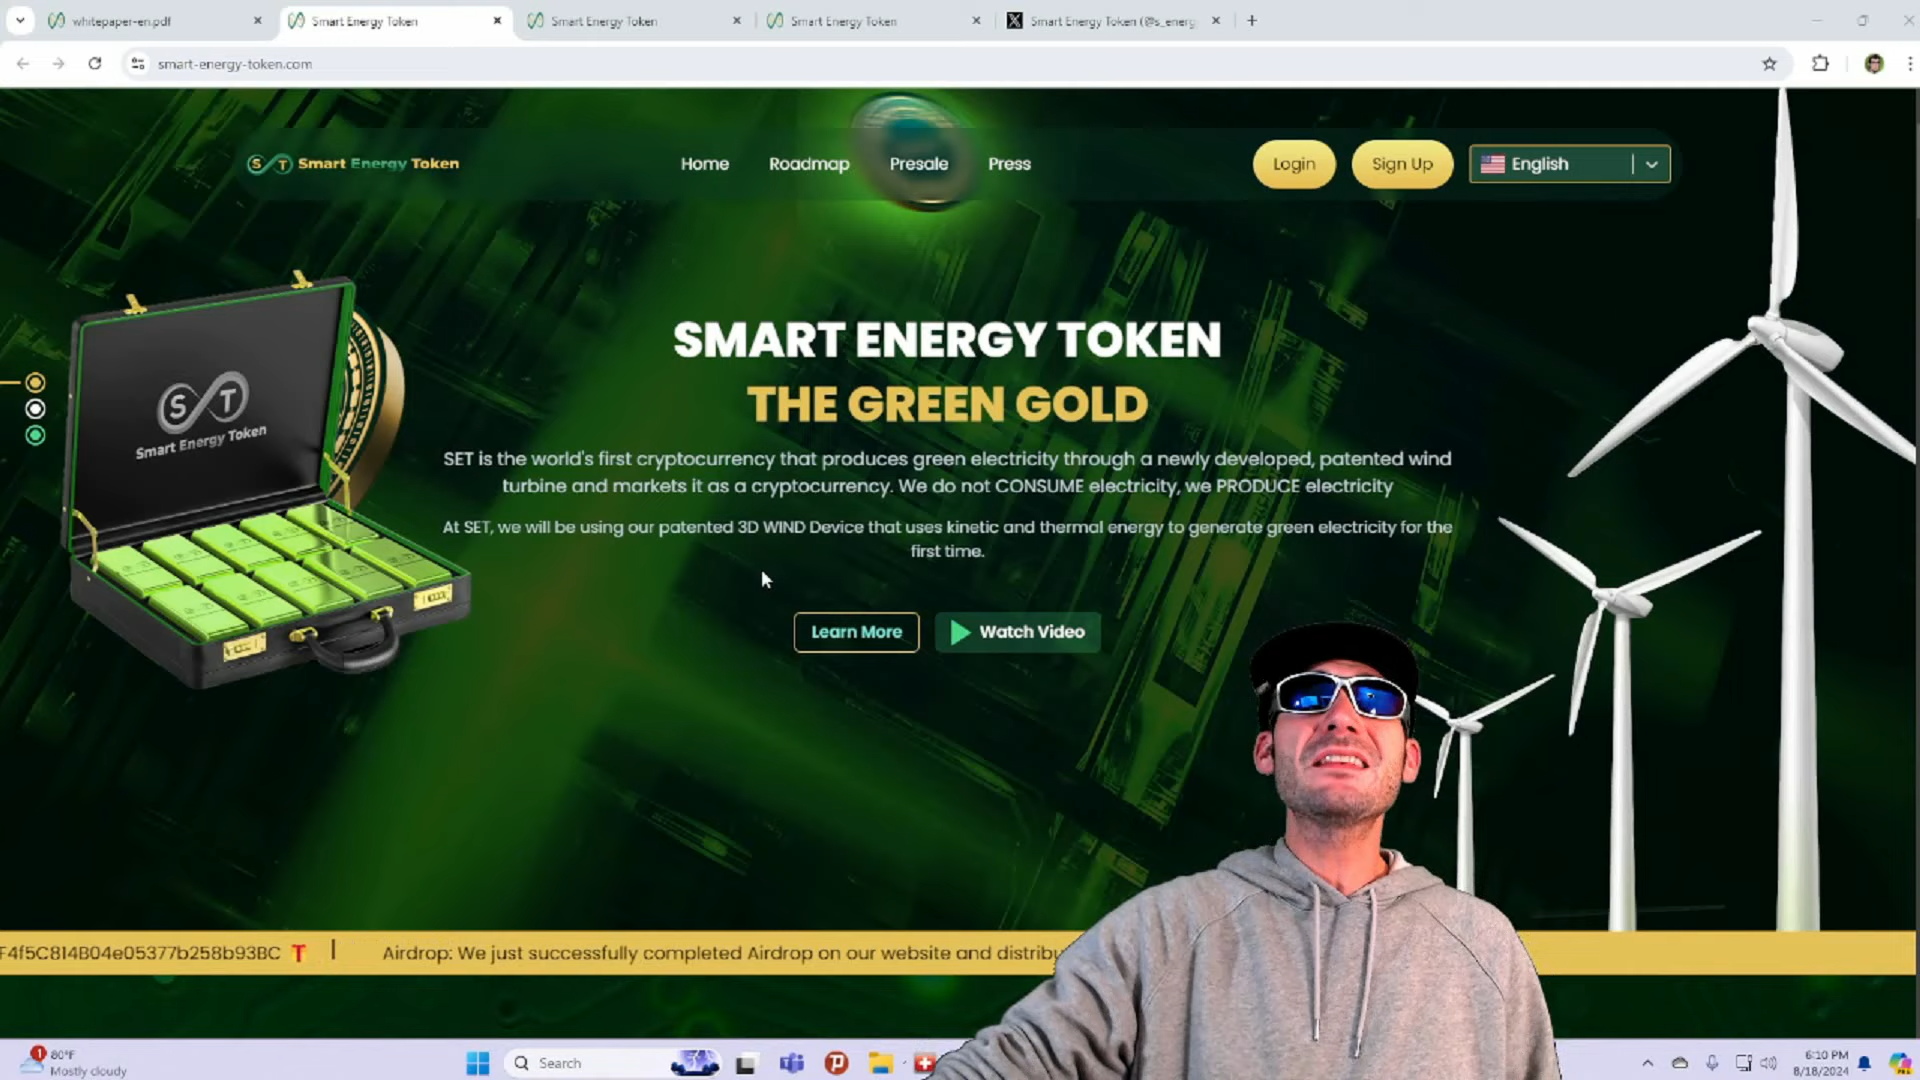 whitepaper-en.pdf
Smart Energy Token
Smart Energy Token
Smart Energy Token
Smart Energy Token (@s_energ
smart-energy-token.com
S T Smart Energy Token
Home
Roadmap
Presale
Press
Login
Sign Up
English
SMART ENERGY TOKEN
THE GREEN GOLD
SET is the world's first cryptocurrency that produces green electricity through a newly developed, patented wind
turbine and markets it as a cryptocurrency. We do not CONSUME electricity, we PRODUCE electricity
At SET, we will be using our patented 3D WIND Device that uses kinetic and thermal energy to generate green electricity for the
first time.
Learn More
Watch Video
S T
Smart Energy Token
F4f5C814B04e05377b258b93BC
Airdrop: We just successfully completed Airdrop on our website and distribu
1
80°F
Mostly cloudy
Search
6:10 PM
8/18/2024